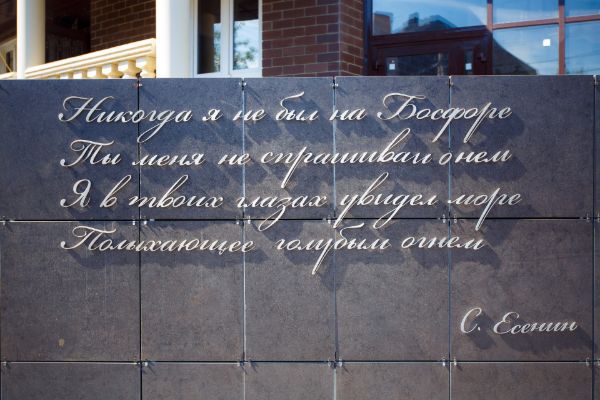 Никогда я не был на Босфоре
Ты меня не спрашивай о нем
Я в твоих глазах увидел море
Полыхающее голубым огнем
С. Есенин